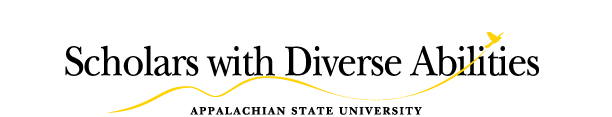 Scholars with Diverse Abilities
APPALACHIAN STATE UNIVERSITY